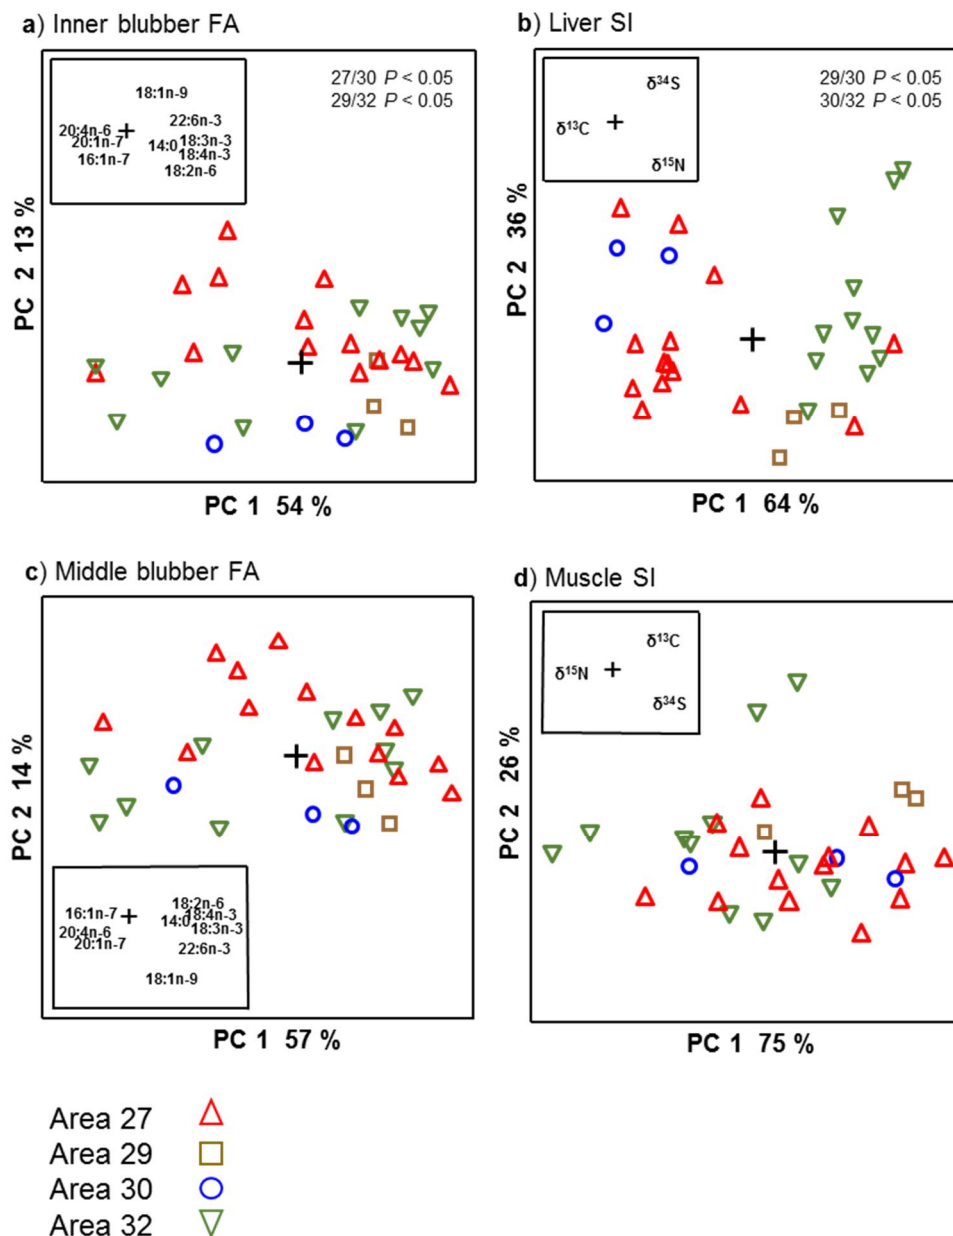 a) Inner blubber FA
27/30 P < 0.05
29/32 P < 0.05
18:1n-9
22:6n-3
20:4n-6
20:1n-7
14:0
18:3n-3
16:1n-7
18:4n-3
18:2n-6
PC 2 13 %
PC 1 54 %
b) Liver SI
29/30 P < 0.05
30/32 P < 0.05
δ34S
δ13C
δ15N
PC 2 36 %
PC 1 64 %
c) Middle blubber FA
PC 2 14 %
18:2n-6
16:1n-7
18:4n-3
14:0
18:3n-3
20:4n-6
20:1n-7
22:6n-3
18:1n-9
PC 1 57 %
d) Muscle SI
δ13C
δ15N
δ34S
PC 2 26 %
PC 1 75 %
Area 27
Area 29
Area 30
Area 32